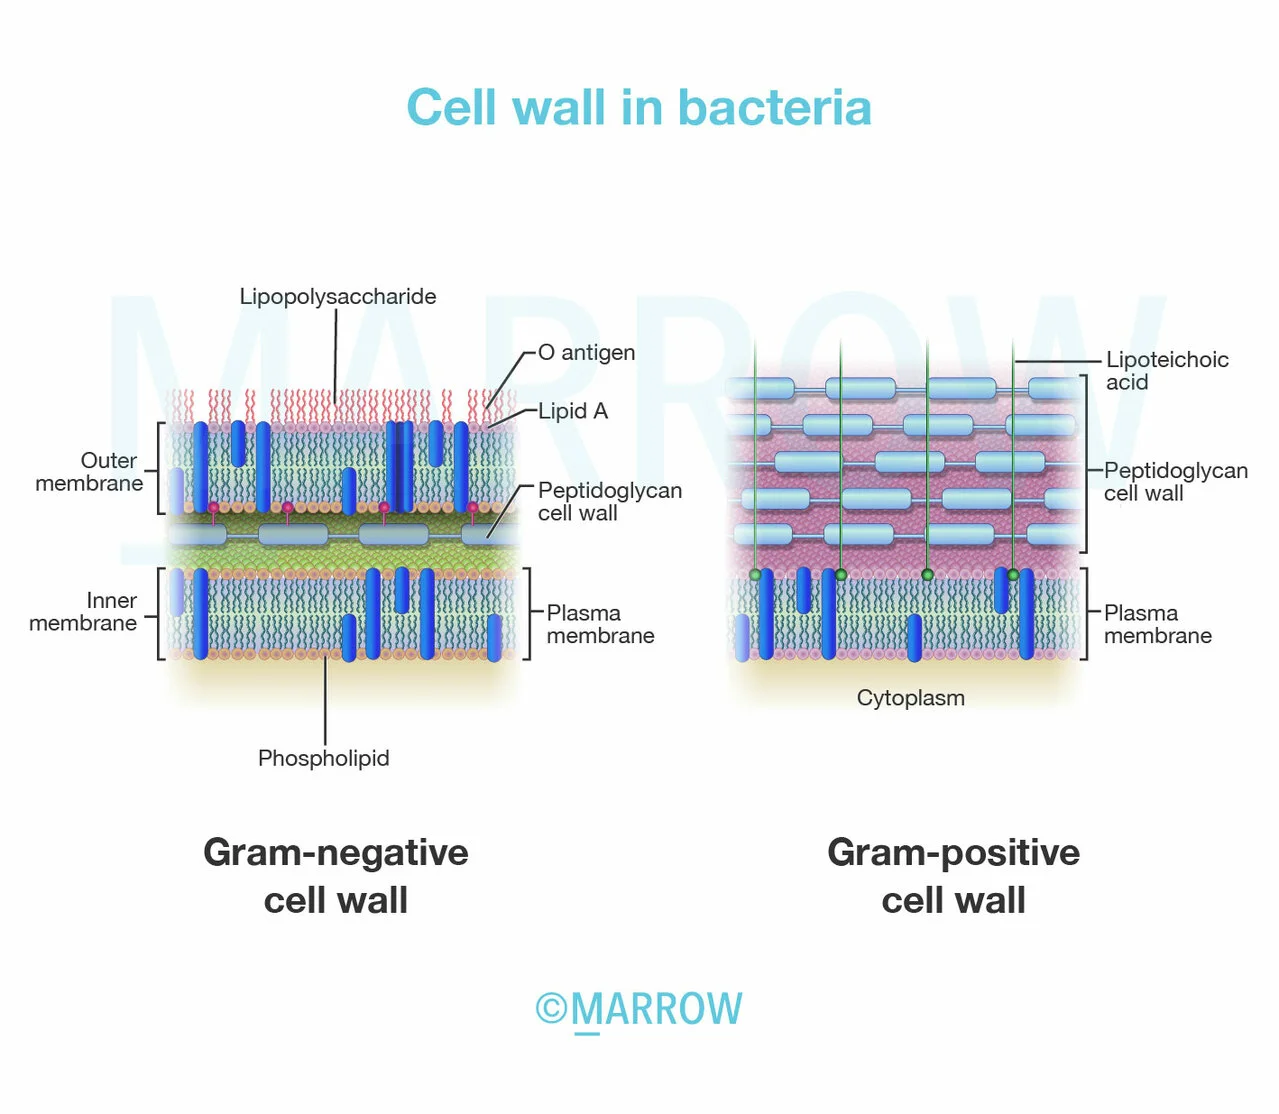 Cell wall in bacteria
MARROW
Lipopolysaccharide
O antigen
Lipid A
Outer
membrane
Peptidoglycan
cell wall
Inner
membrane
Plasma
membrane
Phospholipid
Gram-negative
cell wall
Lipoteichoic
acid
Peptidoglycan
cell wall
Plasma
membrane
Cytoplasm
Gram-positive
cell wall
©MARROW